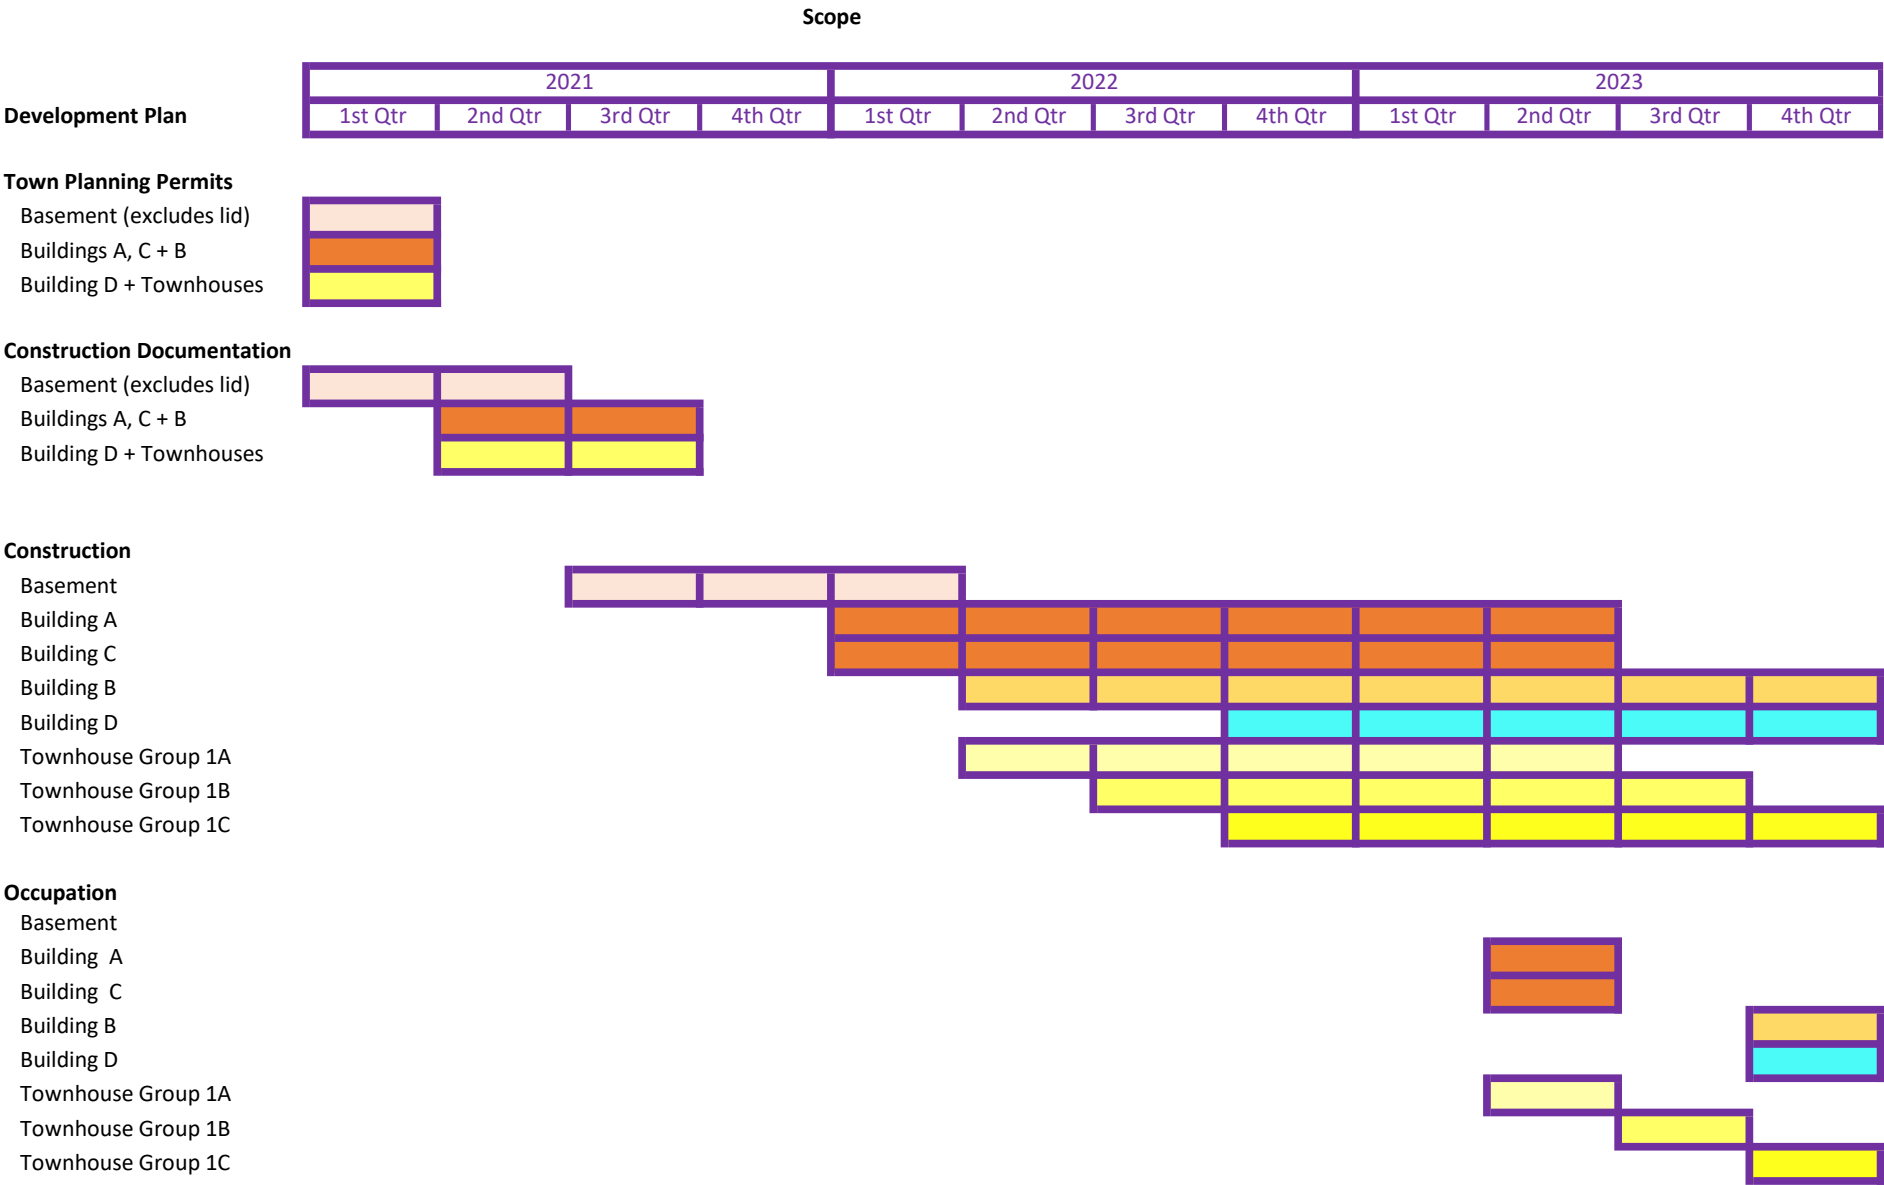 Scope
2021 2022 2023
Development Plan 1st Qtr 2nd Qtr 3rd Qtr 4th Qtr 1st Qtr 2nd Qtr 3rd Qtr 4th Qtr 1st Qtr 2nd Qtr 3rd Qtr 4th Qtr
Town Planning Permits
Basement (excludes lid)
Buildings A, C + B
Building D + Townhouses
Construction Documentation
Basement (excludes lid)
Buildings A, C + B
Building D + Townhouses
Construction
Basement
Building A
Building C
Building B
Building D
Townhouse Group 1A
Townhouse Group 1B
Townhouse Group 1C
Occupation
Basement
Building A
Building C
Building B
Building D
Townhouse Group 1A
Townhouse Group 1B
Townhouse Group 1C